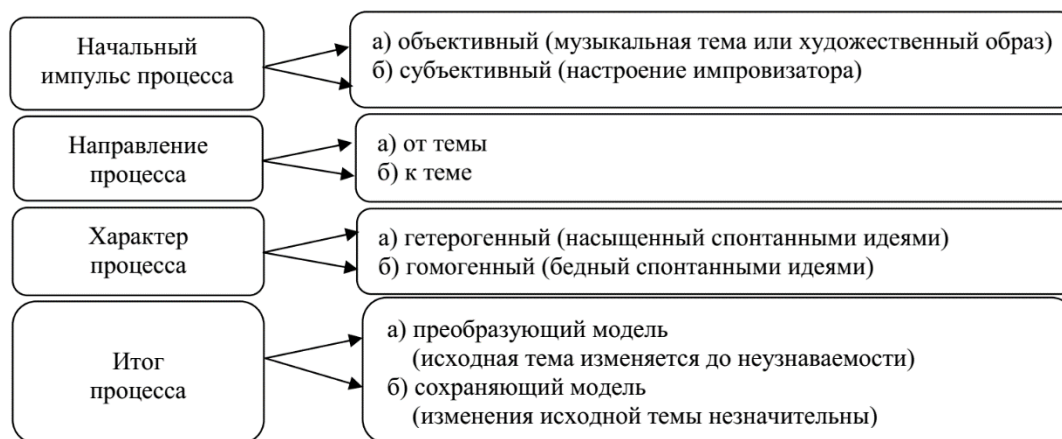 Начальный
импульс процесса
а) объективный (музыкальная тема или художественный образ)
б) субъективный (настроение импровизатора)
Направление
процесса
а) от темы
б) к теме
Характер
процесса
а) гетерогенный (насыщенный спонтанными идеями)
б) гомогенный (бедный спонтанными идеями)
Итог
процесса
а) преобразующий модель
(исходная тема изменяется до неузнаваемости)
б) сохраняющий модель
(изменения исходной темы незначительны)